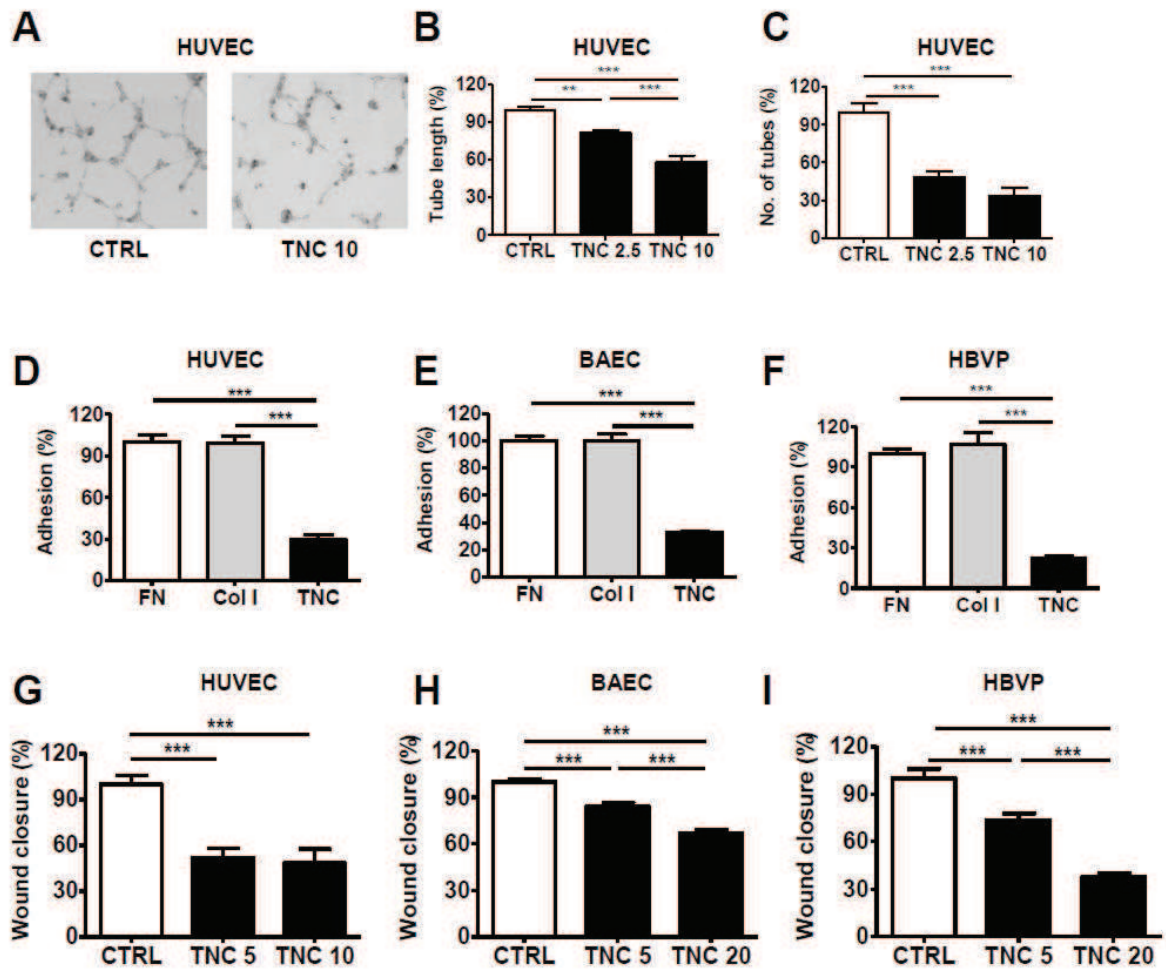 A
HUVEC
CTRL
TNC 10
B
HUVEC
Tube length (%)
120
90
60
30
0
***
**
***
CTRL TNC 2.5 TNC 10
C
HUVEC
No. of tubes (%)
120
90
60
30
0
***
***
CTRL TNC 2.5 TNC 10
D
HUVEC
Adhesion (%)
120
90
60
30
0
***
***
FN Col I TNC
E
BAEC
Adhesion (%)
120
100
80
60
40
20
0
***
***
FN Col I TNC
F
HBVP
Adhesion (%)
120
90
60
30
0
***
***
FN Col I TNC
G
HUVEC
Wound closure (%)
120
90
60
30
0
***
***
CTRL TNC 5 TNC 10
H
BAEC
Wound closure (%)
120
90
60
30
0
***
*** ***
CTRL TNC 5 TNC 20
I
HBVP
Wound closure (%)
120
90
60
30
0
***
*** ***
CTRL TNC 5 TNC 20